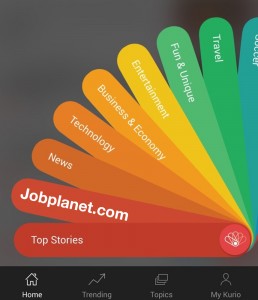 Soccer
Travel
Fun & Unique
Entertainment
Business & Economy
Technology
News
Jobplanet.com
Top Stories
Home
Trending
Topics
My Kurio